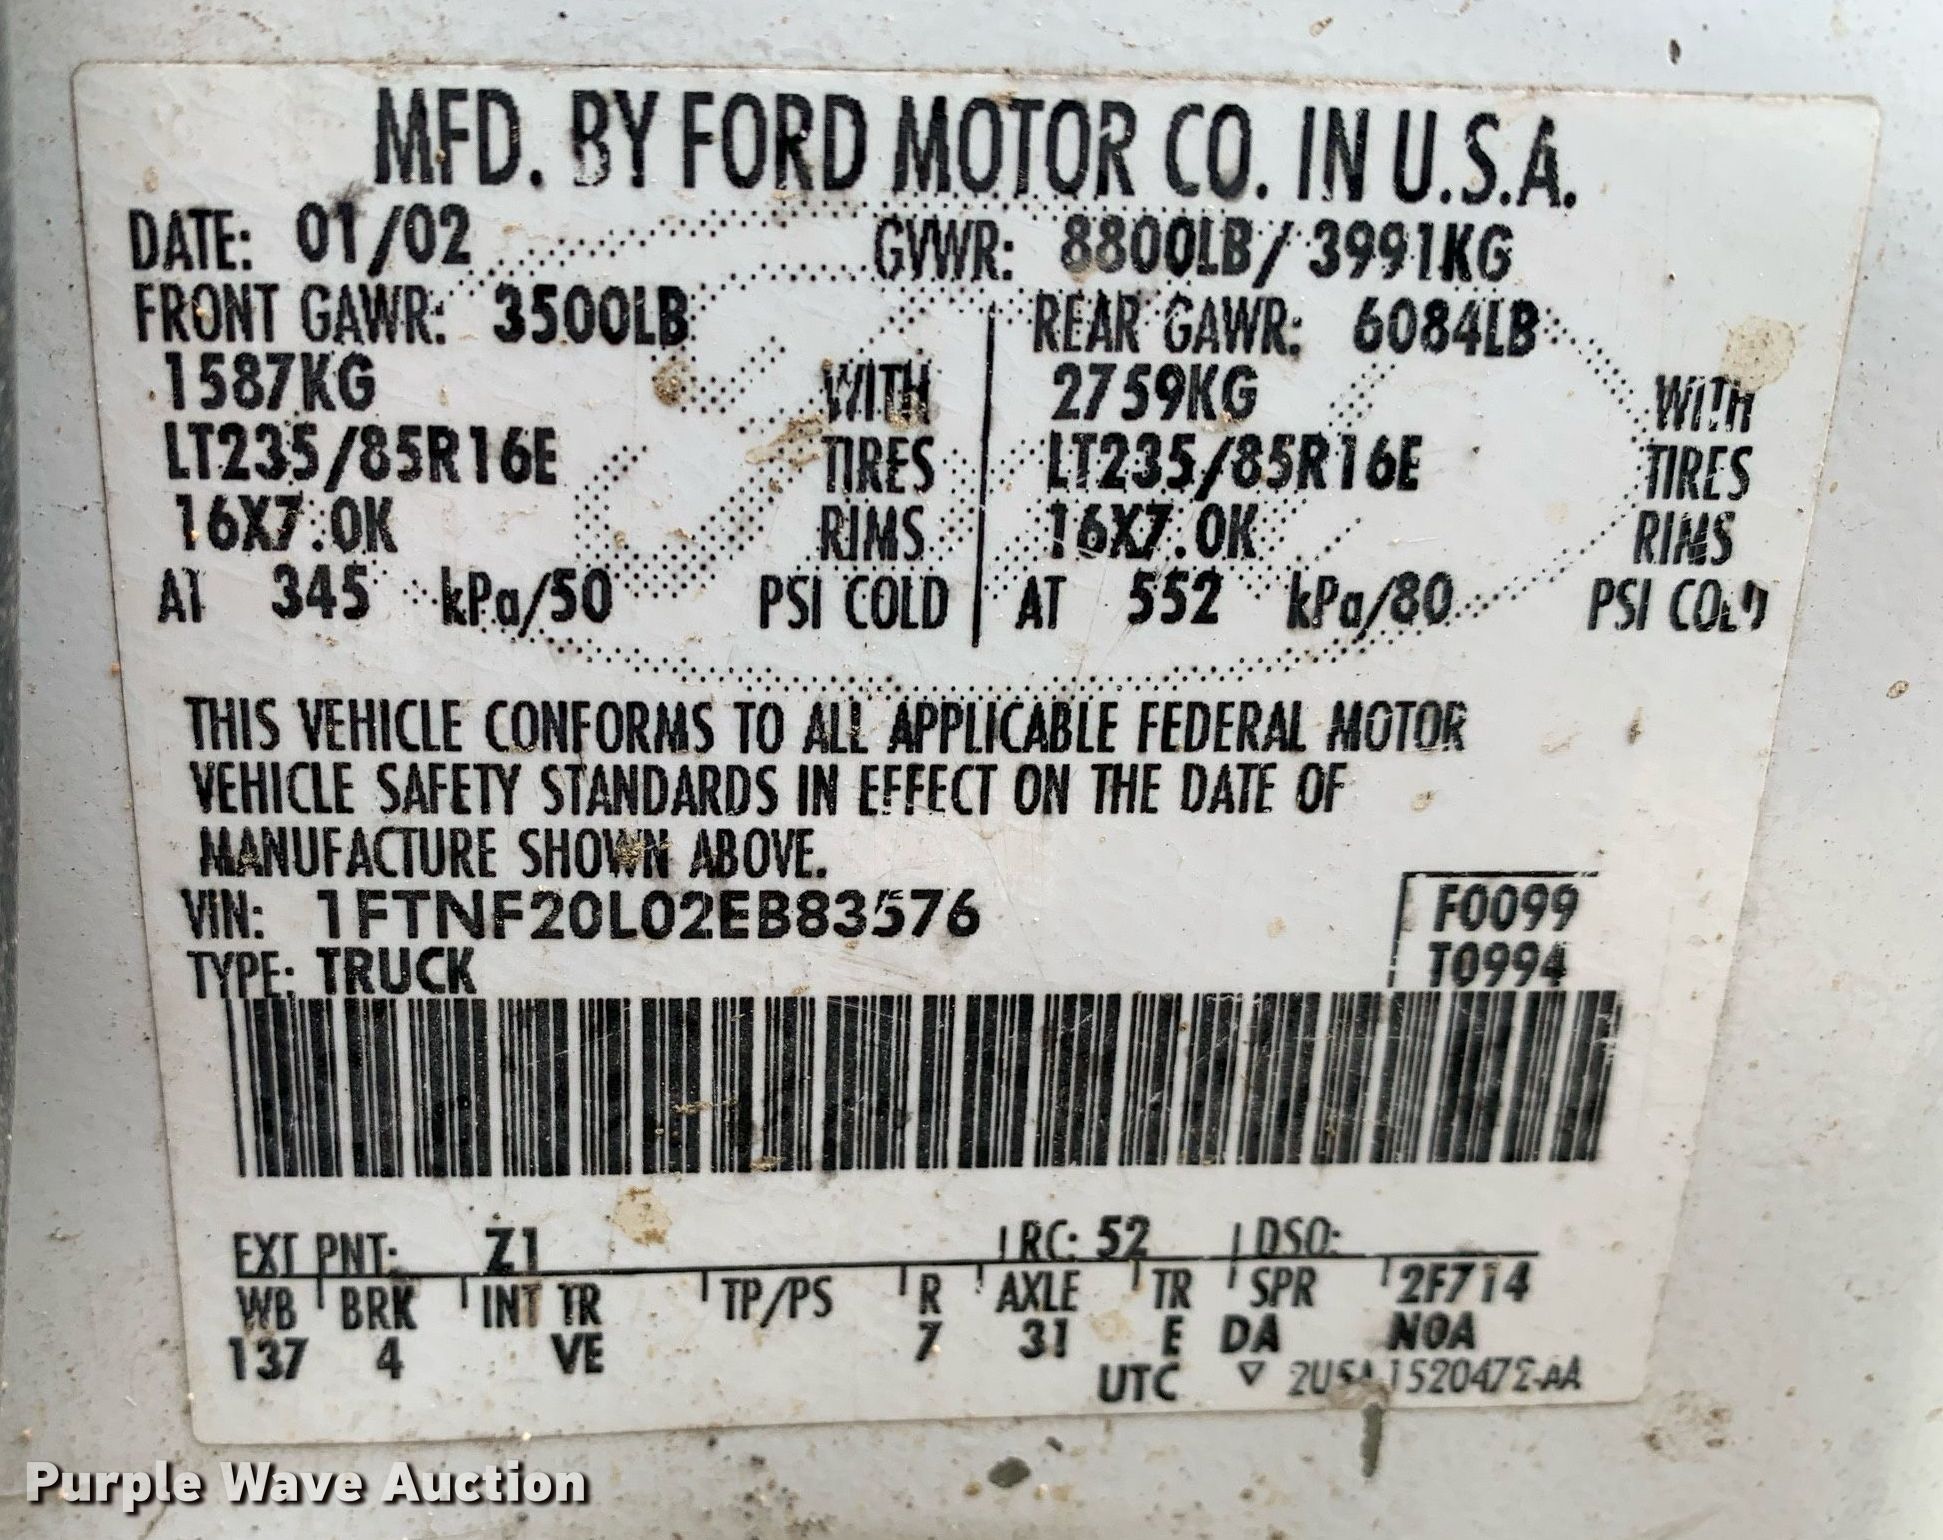 MFD. BY FORD MOTOR CO. IN U.S.A.
DATE: 01/02 GVWR: 8800LB/ 3991KG
FRONT GAWR: 3500LB REAR GAWR: 6084LB
1587KG WITH 2759KG WITH
LT235/85R16E TIRES LT235/85R16E TIRES
16X7.0K RIMS 16X7.0K RIMS
AT 345 kPa/50 PSI COLD AT 552 kPa/80 PSI COLD
THIS VEHICLE CONFORMS TO ALL APPLICABLE FEDERAL MOTOR
VEHICLE SAFETY STANDARDS IN EFFECT ON THE DATE OF
MANUFACTURE SHOWN ABOVE.
VIN: 1FTNF20L02EB83576 F0099
TYPE: TRUCK T0994
EXT PNT: Z1 RC: 52 DSO:
WB BRK INT TR TP/PS R AXLE TR SPR 2F714
137 4 VE 7 31 E DA N0A
UTC ▽
Purple Wave Auction